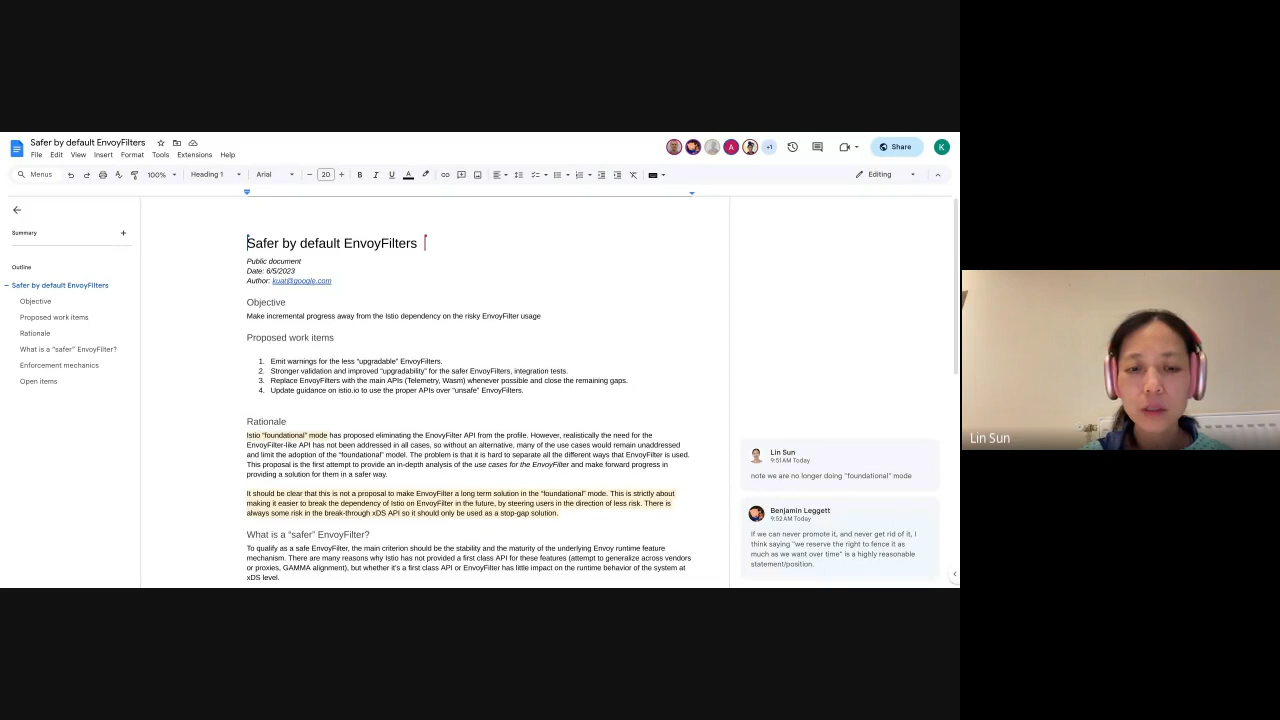 Safer by default EnvoyFilters
File Edit View Insert Format Tools Extensions Help
A
+1
Share
K
Menus
100%
Heading 1
Arial
20
B I U A
Editing
Summary
Outline
Safer by default EnvoyFilters
Objective
Proposed work items
Rationale
What is a “safer” EnvoyFilter?
Enforcement mechanics
Open items
Safer by default EnvoyFilters
Public document
Date: 6/5/2023
Author: kuat@google.com
Objective
Make incremental progress away from the Istio dependency on the risky EnvoyFilter usage
Proposed work items
1. Emit warnings for the less “upgradable” EnvoyFilters.
2. Stronger validation and improved “upgradability” for the safer EnvoyFilters, integration tests.
3. Replace EnvoyFilters with the main APIs (Telemetry, Wasm) whenever possible and close the remaining gaps.
4. Update guidance on istio.io to use the proper APIs over “unsafe” EnvoyFilters.
Rationale
Istio “foundational” mode has proposed eliminating the EnovyFilter API from the profile. However, realistically the need for the
EnvoyFilter-like API has not been addressed in all cases, so without an alternative, many of the use cases would remain unaddressed
and limit the adoption of the “foundational” model. The problem is that it is hard to separate all the different ways that EnvoyFilter is used.
This proposal is the first attempt to provide an in-depth analysis of the use cases for the EnvoyFilter and make forward progress in
providing a solution for them in a safer way.
It should be clear that this is not a proposal to make EnvoyFilter a long term solution in the “foundational” mode. This is strictly about
making it easier to break the dependency of Istio on EnvoyFilter in the future, by steering users in the direction of less risk. There is
always some risk in the break-through xDS API so it should only be used as a stop-gap solution.
What is a “safer” EnvoyFilter?
To qualify as a safe EnvoyFilter, the main criterion should be the stability and the maturity of the underlying Envoy runtime feature
mechanism. There are many reasons why Istio has not provided a first class API for these features (attempt to generalize across vendors
or proxies, GAMMA alignment), but whether it's a first class API or EnvoyFilter has little impact on the runtime behavior of the system at
xDS level.
Lin Sun
9:51 AM Today
note we are no longer doing “foundational” mode
Benjamin Leggett
9:52 AM Today
If we can never promote it, and never get rid of it, I
think saying “we reserve the right to fence it as
much as we want over time” is a highly reasonable
statement/position.
Lin Sun